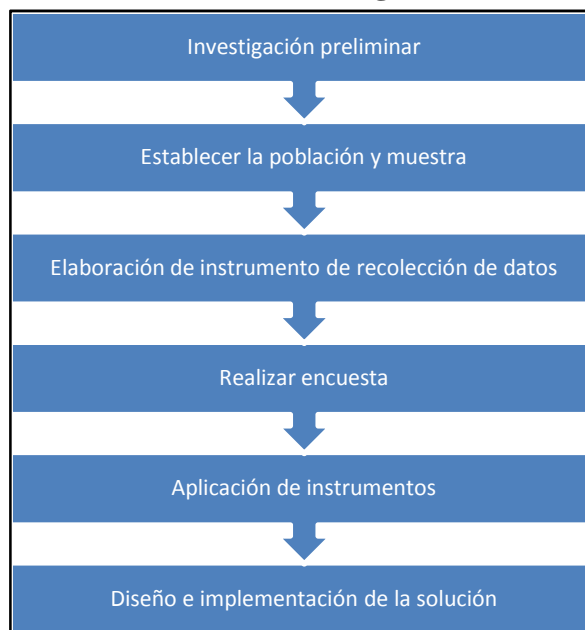 Investigación preliminar
Establecer la población y muestra
Elaboración de instrumento de recolección de datos
Realizar encuesta
Aplicación de instrumentos
Diseño e implementación de la solución